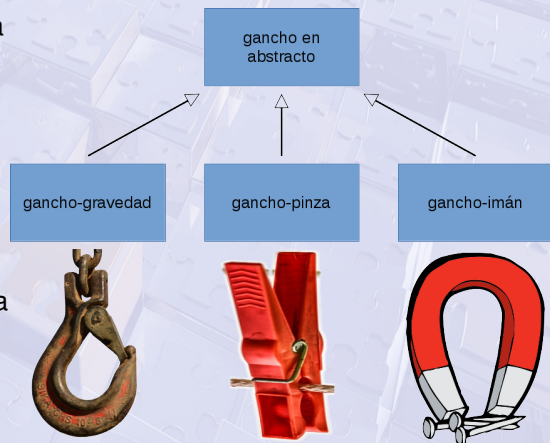 a
gancho en
abstracto
gancho-gravedad
gancho-pinza
gancho-imán
a